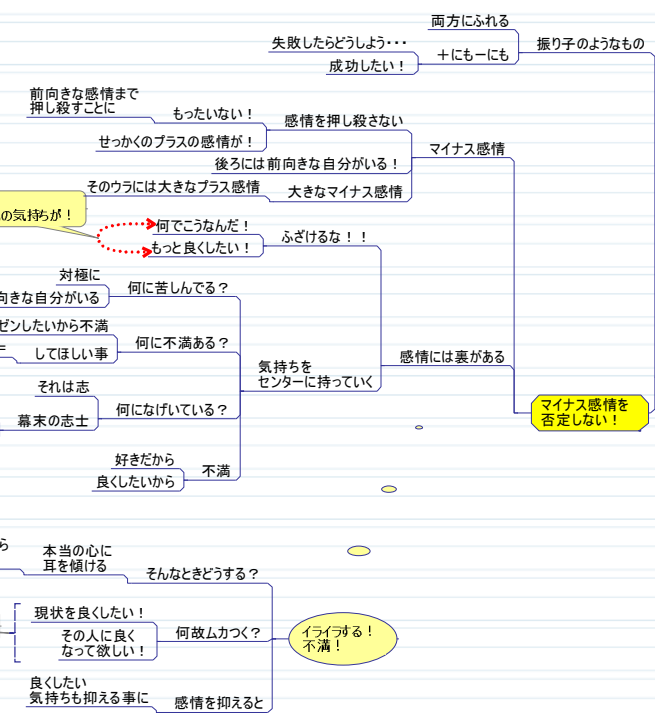 両方にふれる
振り子のようなもの
失敗したらどうしよう・・・
＋にも－にも
成功したい！
前向きな感情まで
押し殺すことに
もったいない！
感情を押し殺さない
せっかくのプラスの感情が！
マイナス感情
後ろには前向きな自分がいる！
そのウラには大きなプラス感情
大きなマイナス感情
の気持ちが！
何でこうなんだ！
ふざけるな！！
もっと良くしたい！
対極に
向きな自分がいる
何に苦しんでる？
ゼンしたいから不満
何に不満ある？
してほしい事
感情には裏がある
気持ちを
センターに持っていく
それは志
何になげいている？
幕末の志士
マイナス感情を
否定しない！
好きだから
不満
良くしたいから
ら
本当の心に
耳を傾ける
そんなときどうする？
現状を良くしたい！
何故ムカつく？
その人に良く
なって欲しい！
イライラする！
不満！
良くしたい
気持ちも抑える事に
感情を抑えると